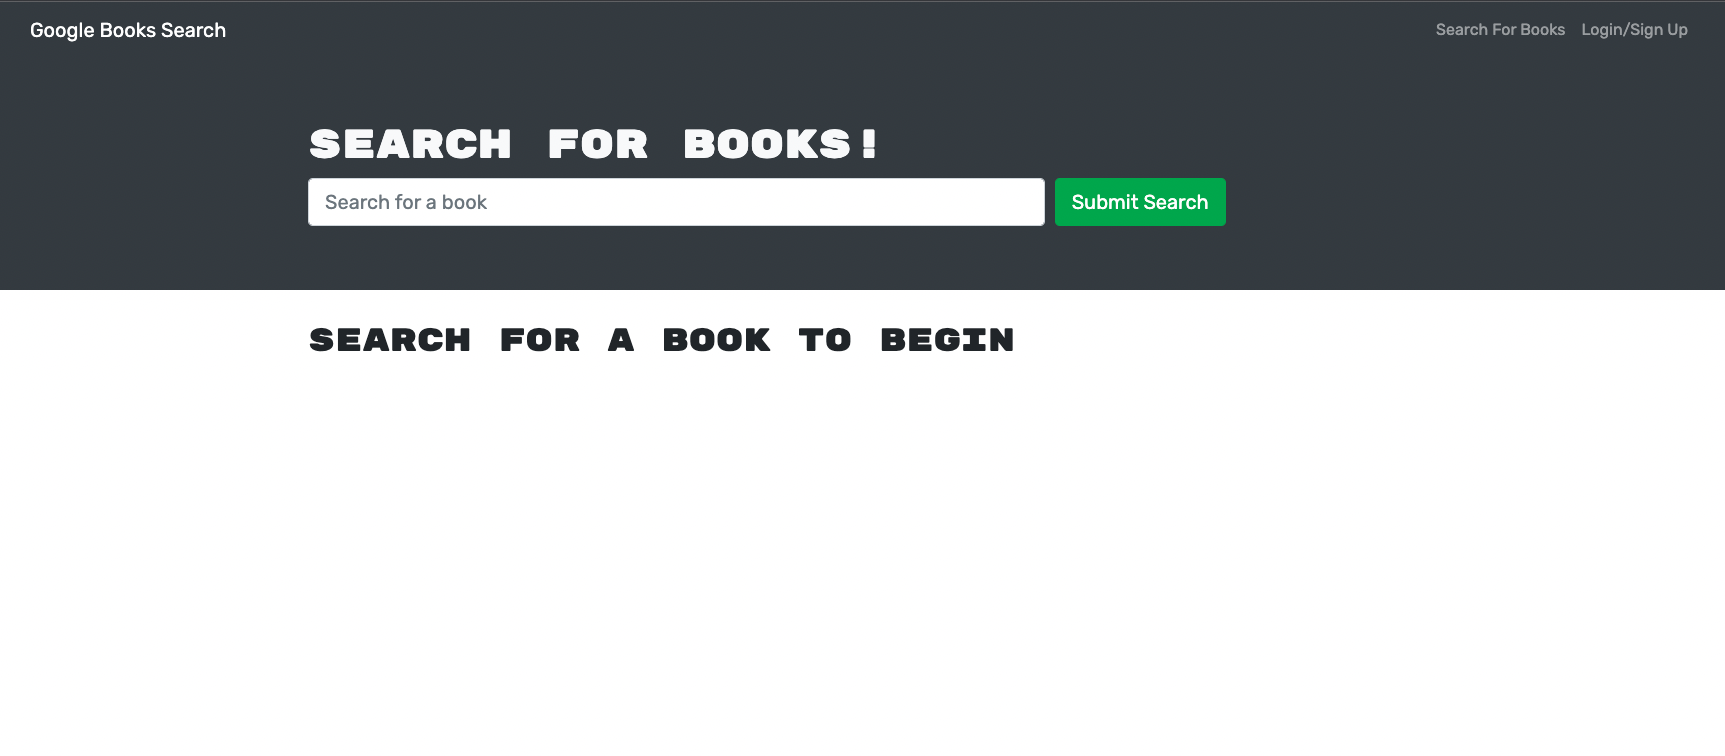 Google Books Search
Search For Books
Login/Sign Up
SEARCH FOR BOOKS!
Search for a book
Submit Search
SEARCH FOR A BOOK TO BEGIN